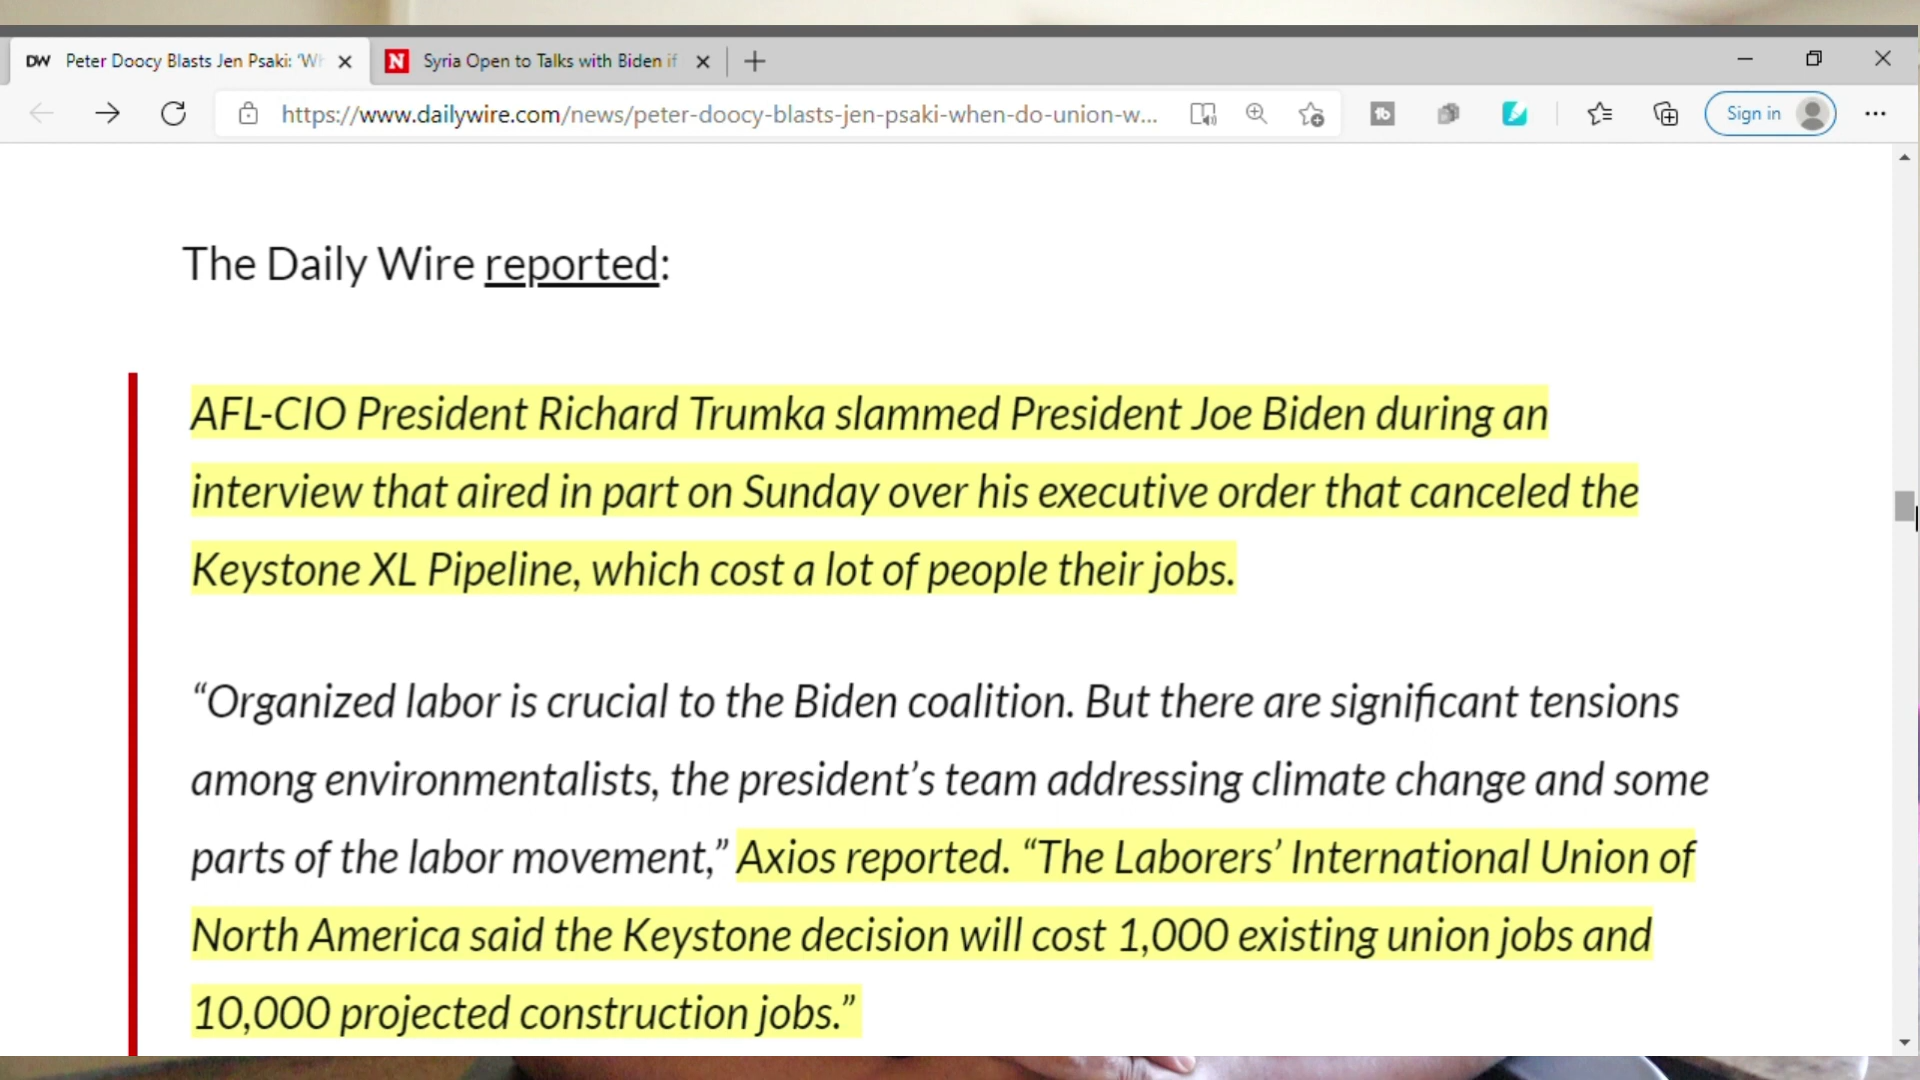 DW Peter Doocy Blasts Jen Psaki: 'Wh
N Syria Open to Talks with Biden if
https://www.dailywire.com/news/peter-doocy-blasts-jen-psaki-when-do-union-w...
Sign in
The Daily Wire reported:
AFL-CIO President Richard Trumka slammed President Joe Biden during an
interview that aired in part on Sunday over his executive order that canceled the
Keystone XL Pipeline, which cost a lot of people their jobs.
“Organized labor is crucial to the Biden coalition. But there are significant tensions
among environmentalists, the president’s team addressing climate change and some
parts of the labor movement,” Axios reported. “The Laborers’ International Union of
North America said the Keystone decision will cost 1,000 existing union jobs and
10,000 projected construction jobs.”